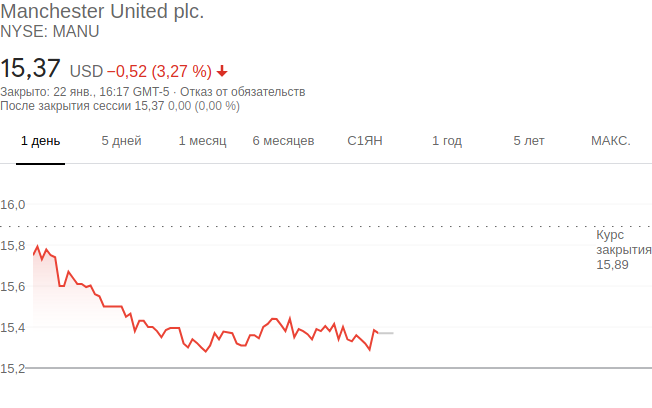 Manchester United plc.
NYSE: MANU
15,37 USD −0,52 (3,27 %)
Закрыто: 22 янв., 16:17 GMT-5 · Отказ от обязательств
После закрытия сессии 15,37 0,00 (0,00 %)
1 день 5 дней 1 месяц 6 месяцев С1ЯН 1 год 5 лет МАКС.
16,0
15,8
15,6
15,4
15,2
Курс
закрытия
15,89